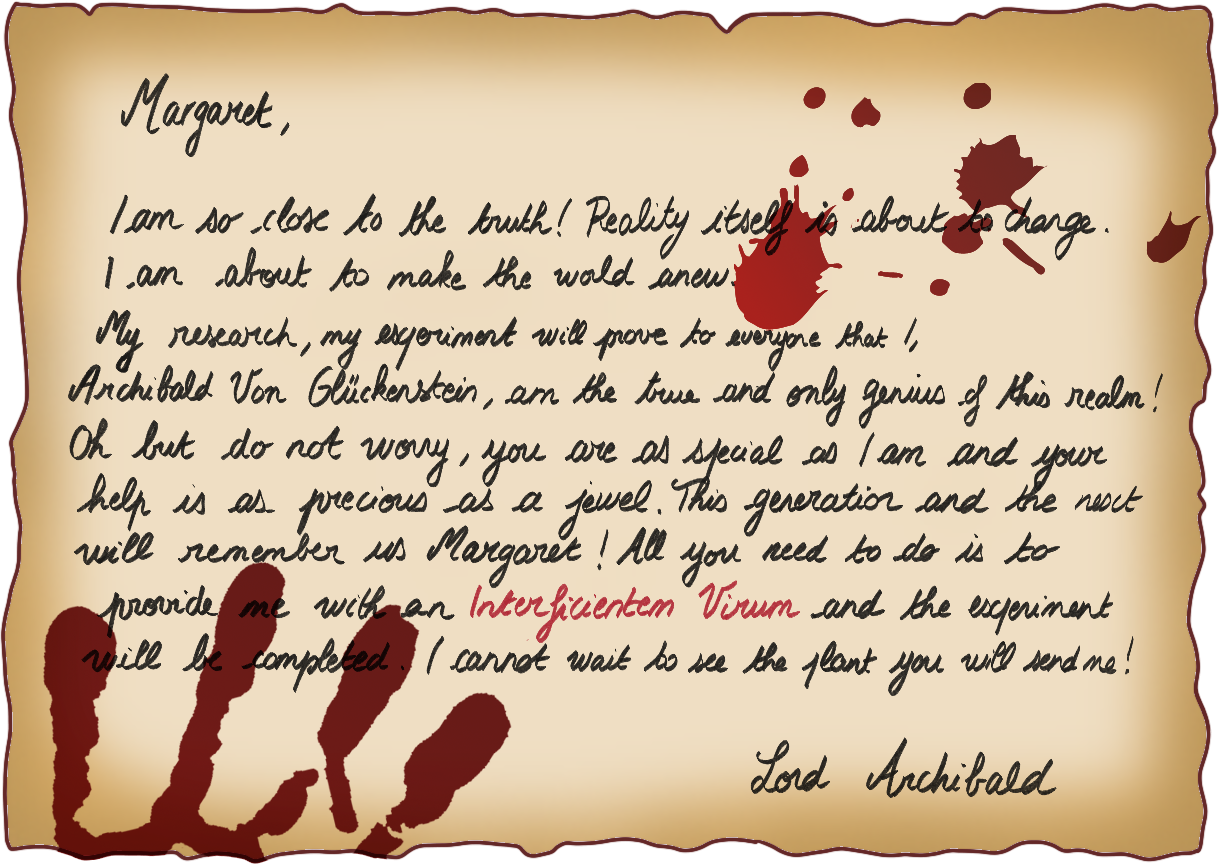 Margaret,
I am so close to the truth! Reality itself is about to change.
I am about to make the world anew.
My research, my experiment will prove to everyone that I,
Archibald Von Glückenstein, am the true and only genius of this realm!
Oh but do not worry, you are as special as I am and your
help is as precious as a jewel. This generation and the next
will remember us Margaret! All you need to do is to
provide me with an Interficientem Virum and the experiment
will be completed. I cannot wait to see the plant you will send me!
Lord Archibald